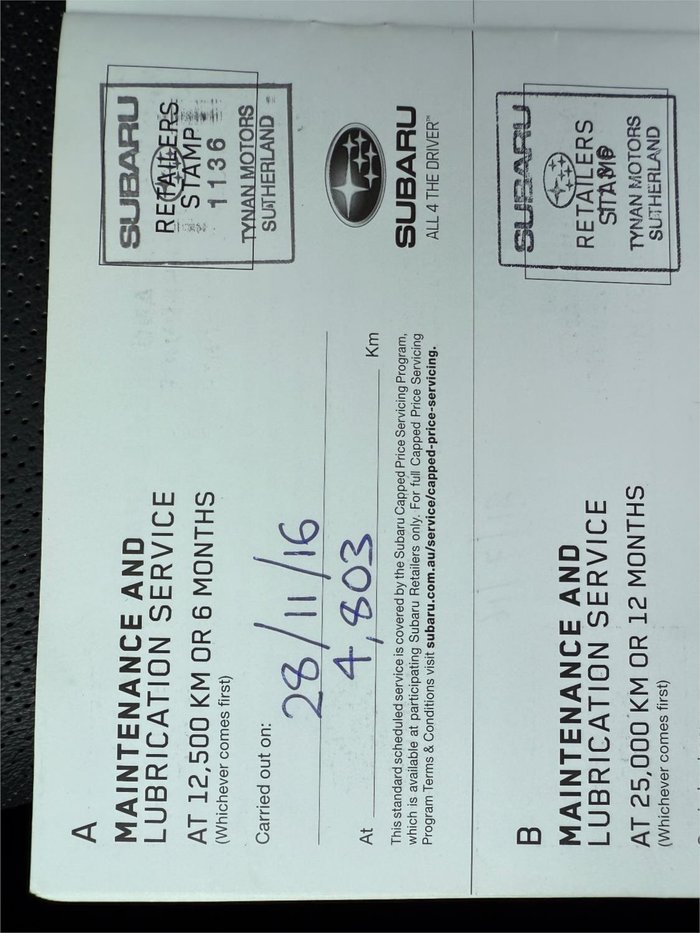 A
MAINTENANCE AND
LUBRICATION SERVICE
AT 12,500 KM OR 6 MONTHS
(Whichever comes first)
Carried out on:
28/11/16
At 4,803 Km
This standard scheduled service is covered by the Subaru Capped Price Servicing Program,
which is available at participating Subaru Retailers only. For full Capped Price Servicing
Program Terms & Conditions visit subaru.com.au/service/capped-price-servicing.
SUBARU
RETAILERS
STAMP
1136
TYNAN MOTORS
SUTHERLAND
SUBARU
ALL 4 THE DRIVER™
B
MAINTENANCE AND
LUBRICATION SERVICE
AT 25,000 KM OR 12 MONTHS
(Whichever comes first)
SUBARU
RETAILERS
STAMP
TYNAN MOTORS
SUTHERLAND